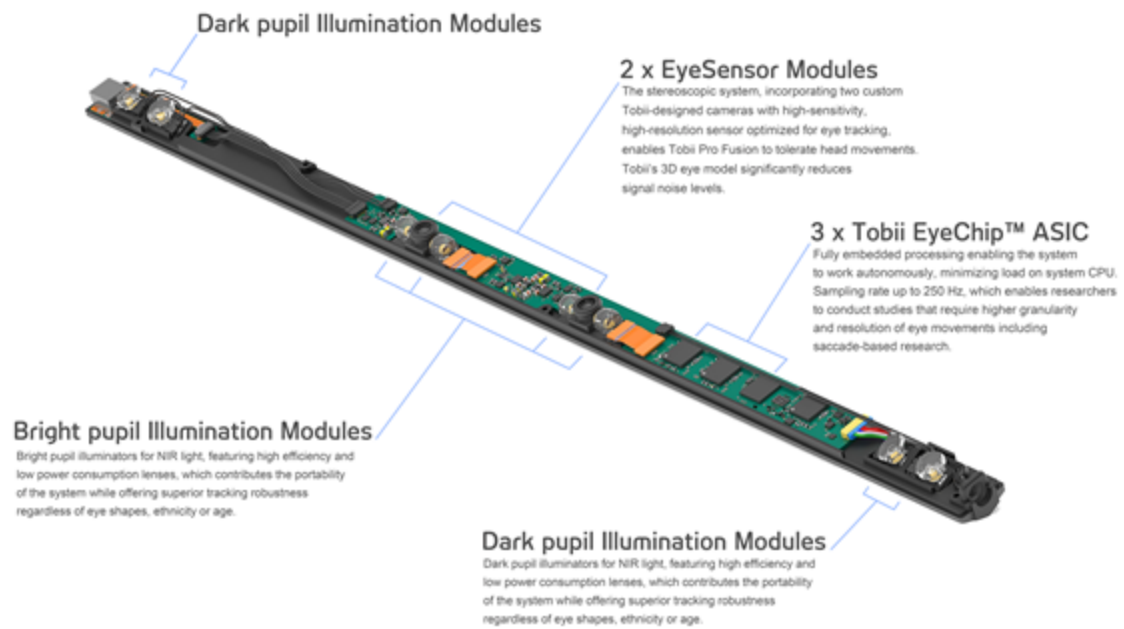 Dark pupil Illumination Modules
2 x EyeSensor Modules
The stereoscopic system, incorporating two custom
Tobii-designed cameras with high-sensitivity,
high-resolution sensor optimized for eye tracking,
enables Tobii Pro Fusion to tolerate head movements.
Tobii's 3D eye model significantly reduces
signal noise levels.
3 x Tobii EyeChip™ ASIC
Fully embedded processing enabling the system
to work autonomously, minimizing load on system CPU.
Sampling rate up to 250 Hz, which enables researchers
to conduct studies that require higher granularity
and resolution of eye movements including
saccade-based research.
Bright pupil Illumination Modules
Bright pupil illuminators for NIR light, featuring high efficiency and
low power consumption lenses, which contributes the portability
of the system while offering superior tracking robustness
regardless of eye shapes, ethnicity or age.
Dark pupil Illumination Modules
Dark pupil illuminators for NIR light, featuring high efficiency and
low power consumption lenses, which contributes the portability
of the system while offering superior tracking robustness
regardless of eye shapes, ethnicity or age.